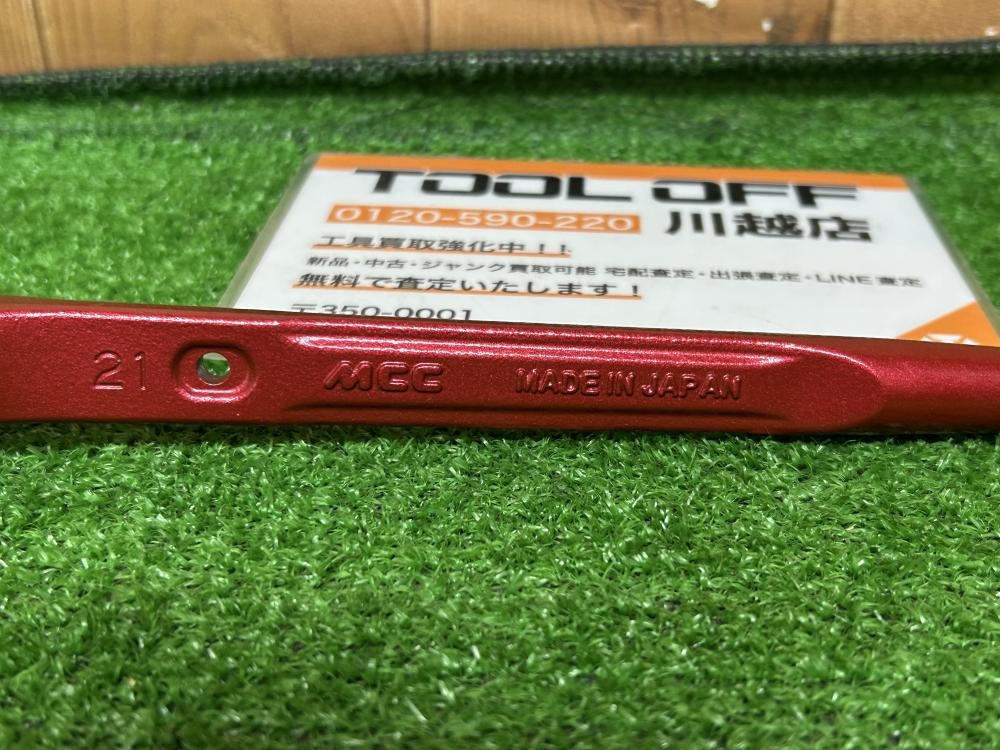 TOOL OFF
0120-590-220 川越店
工具買取強化中!!
新品・中古・ジャンク買取可能 宅配査定・出張査定・LINE査定
無料で査定いたします!
〒350-0001
21 MCC MADE IN JAPAN